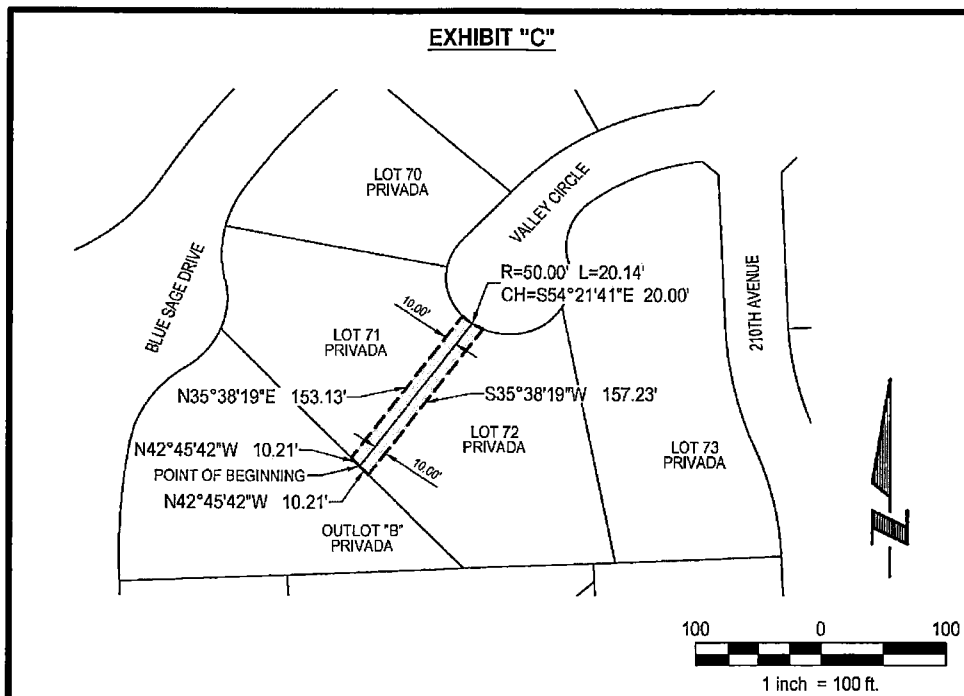 EXHIBIT "C"
LOT 70
PRIVADA
VALLEY CIRCLE
BLUE SAGE DRIVE
210TH AVENUE
R=50.00' L=20.14'
CH=S54°21'41"E 20.00'
10.00'
LOT 71
PRIVADA
N35°38'19"E 153.13'
S35°38'19"W 157.23'
LOT 72
PRIVADA
LOT 73
PRIVADA
N42°45'42"W 10.21'
POINT OF BEGINNING
10.00'
N42°45'42"W 10.21'
OUTLOT "B"
PRIVADA
N
100 0 100
1 inch = 100 ft.